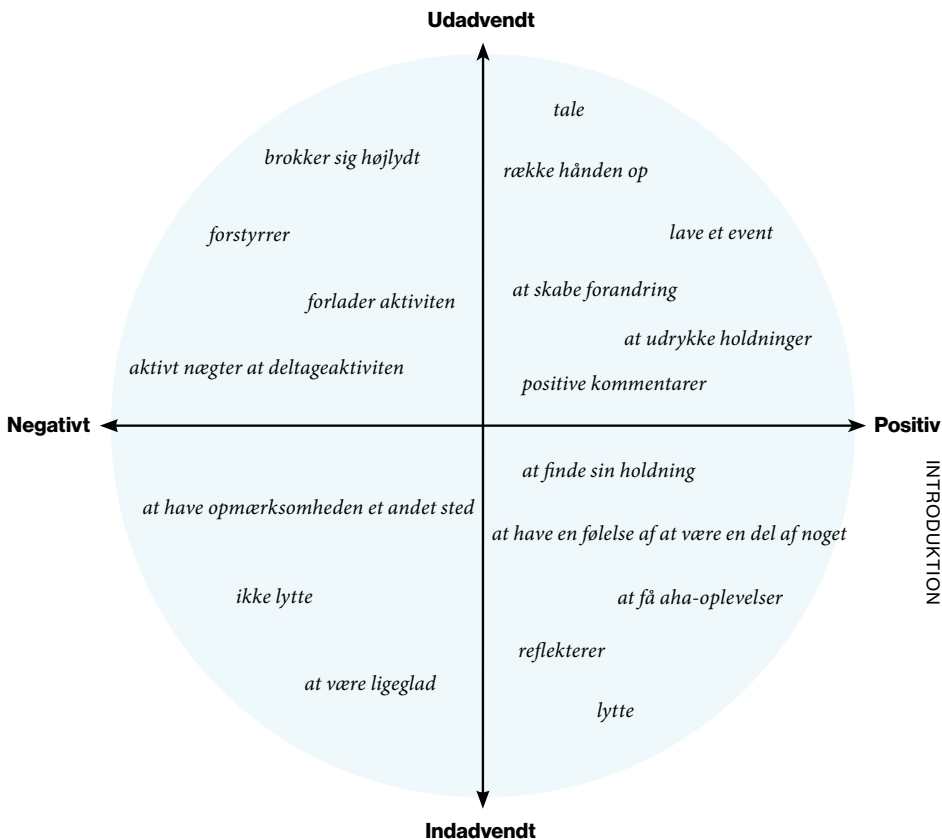 Udadvendt
tale
brokker sig højlydt
række hånden op
forstyrrer
lave et event
at skabe forandring
forlader aktiviten
at udrykke holdninger
aktivt nægter at deltageaktiviten
positive kommentarer
Negativt
Positiv
at finde sin holdning
at have opmærksomheden et andet sted
at have en følelse af at være en del af noget
ikke lytte
at få aha-oplevelser
reflekterer
at være ligeglad
lytte
Indadvendt
INTRODUKTION